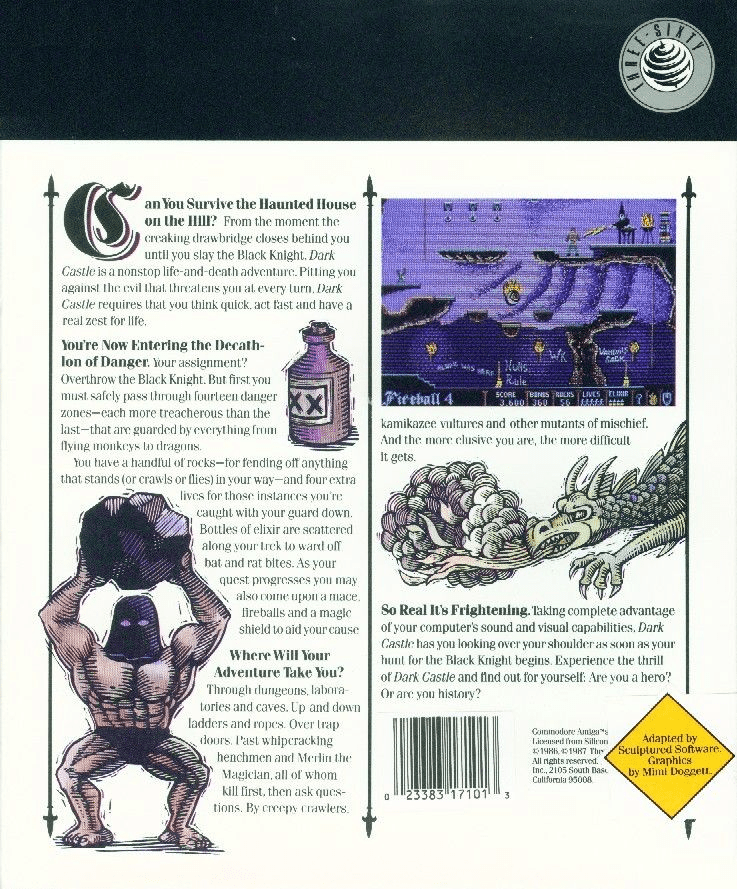 THREE-SIXTY
Can You Survive the Haunted House
on the Hill? From the moment the
creaking drawbridge closes behind you
until you slay the Black Knight, Dark
Castle is a nonstop life-and-death adventure. Pitting you
against the evil that threatens you at every turn, Dark
Castle requires that you think quick, act fast and have a
real zest for life.
You're Now Entering the Decath-
lon of Danger. Your assignment?
Overthrow the Black Knight. But first you
must safely pass through fourteen danger
zones—each more treacherous than the
last—that are guarded by everything from
flying monkeys to dragons.
You have a handful of rocks—for fending off anything
that stands (or crawls or flies) in your way—and four extra
lives for those instances you're
caught with your guard down.
Bottles of elixir are scattered
along your trek to ward off
bat and rat bites. As your
quest progresses you may
also come upon a mace,
fireballs and a magic
shield to aid your cause
Where Will Your
Adventure Take You?
Through dungeons, labora-
tories and caves. Up and down
ladders and ropes. Over trap
doors. Past whipcracking
henchmen and Merlin the
Magician, all of whom
kill first, then ask ques-
tions. By creepy crawlers,
XX
WK
Nuls
Rule
Fireball 4
SCORE
3,600
BONUS
360
ROCKS
56
LIVES
ELIXIR
kamikazee vultures and other mutants of mischief.
And the more elusive you are, the more difficult
it gets.
So Real It's Frightening. Taking complete advantage
of your computer's sound and visual capabilities, Dark
Castle has you looking over your shoulder as soon as your
hunt for the Black Knight begins. Experience the thrill
of Dark Castle and find out for yourself: Are you a hero?
Or are you history?
0 23383 17101 3
Commodore Amiga™s
Licensed from Silicon
©1986, ©1987 The
All rights reserved.
Inc., 2105 South Basc
California 95008.
Adapted by
Sculptured Software.
Graphics
by Mimi Doggett.